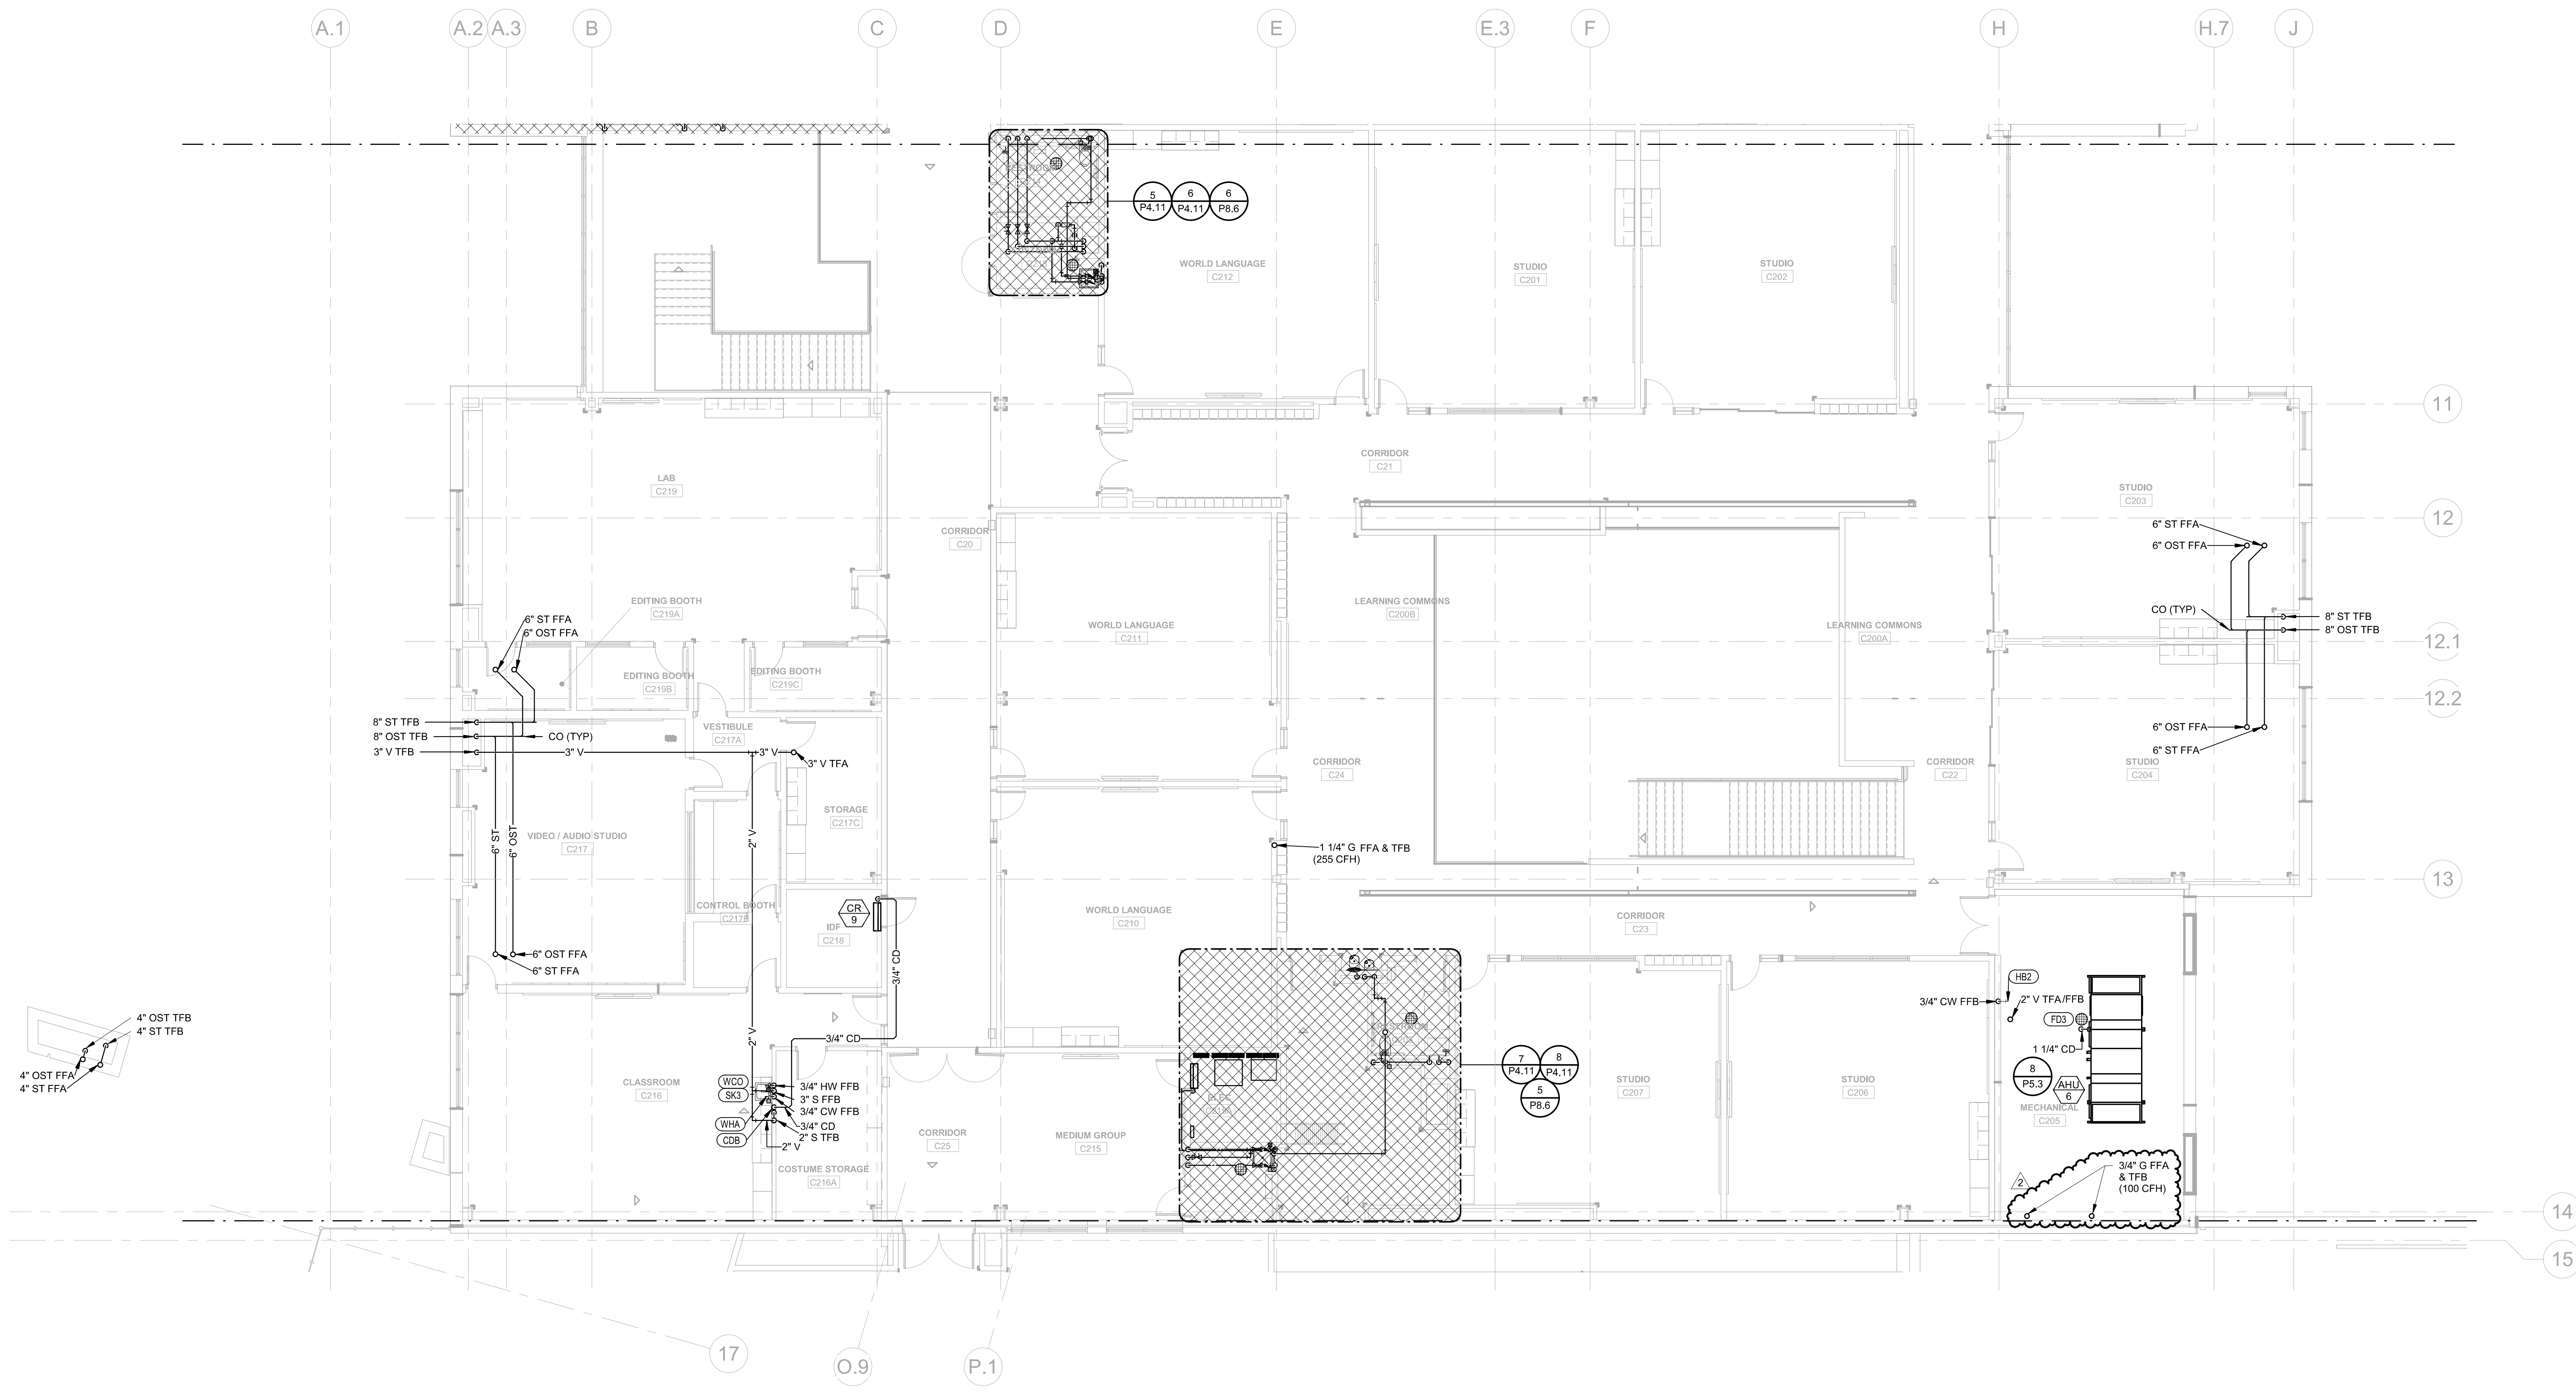 A.1
A.2
A.3
B
C
D
E
E.3
F
H
H.7
J
5
P4.11
6
P4.11
6
P8.6
WORLD LANGUAGE
C212
STUDIO
C201
STUDIO
C202
11
CORRIDOR
C21
LAB
C219
STUDIO
C203
12
CORRIDOR
C20
6" ST FFA
6" OST FFA
EDITING BOOTH
C219A
LEARNING COMMONS
C200B
CO (TYP)
8" ST TFB
8" OST TFB
6" ST FFA
6" OST FFA
WORLD LANGUAGE
C211
LEARNING COMMONS
C200A
12.1
EDITING BOOTH
C219B
EDITING BOOTH
C219C
12.2
8" ST TFB
8" OST TFB
3" V TFB
CO (TYP)
3" V
3" V
3" V TFA
VESTIBULE
C217A
6" OST FFA
6" ST FFA
CORRIDOR
C24
CORRIDOR
C22
STUDIO
C204
STORAGE
C217C
VIDEO / AUDIO STUDIO
C217
6" ST
6" OST
2" V
1 1/4" G FFA & TFB
(255 CFH)
13
CONTROL BOOTH
C217B
CR
9
IDF
C218
WORLD LANGUAGE
C210
CORRIDOR
C23
6" OST FFA
6" ST FFA
3/4" CD
HB2
3/4" CW FFB
2" V TFA/FFB
FD3
1 1/4" CD
8
P5.3
AHU
6
MECHANICAL
C205
4" OST TFB
4" ST TFB
4" OST FFA
4" ST FFA
2" V
3/4" CD
RESTROOM
ELEC
7
P4.11
8
P4.11
5
P8.6
STUDIO
C207
STUDIO
C206
CLASSROOM
C216
WCO
SK3
WHA
CDB
3/4" HW FFB
3" S FFB
3/4" CW FFB
3/4" CD
2" S TFB
2" V
CORRIDOR
C25
MEDIUM GROUP
C215
COSTUME STORAGE
C216A
2
3/4" G FFA
& TFB
(100 CFH)
14
15
17
O.9
P.1